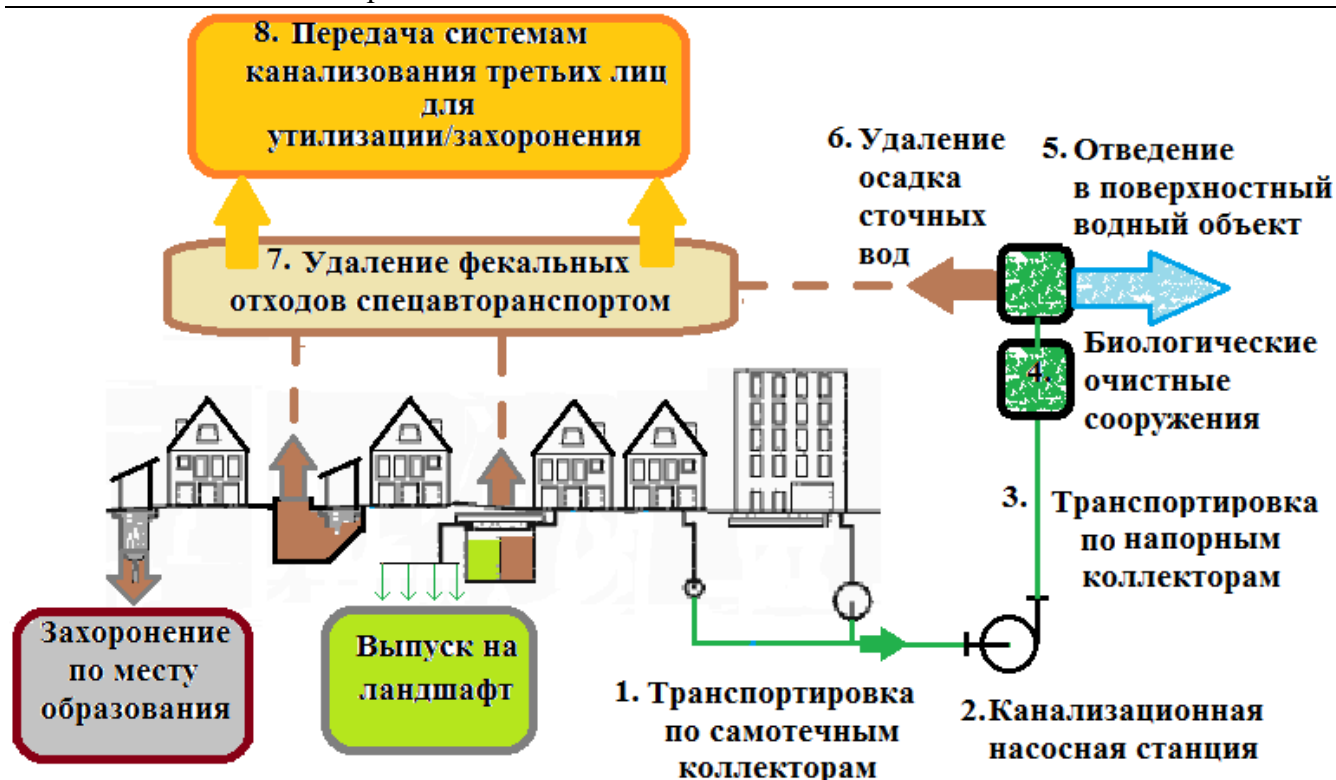 8. Передача системам
канализования третьих лиц
для
утилизации/захоронения
6. Удаление
осадка
сточных
вод
5. Отведение
в поверхностный
водный объект
7. Удаление фекальных
отходов спецавторанспортом
4.
Биологические
очистные
сооружения
3. Транспортировка
по напорным
коллекторам
Захоронение
по месту
образования
Выпуск на
ландшафт
1. Транспортировка
по самотечным
коллекторам
2. Канализационная
насосная станция